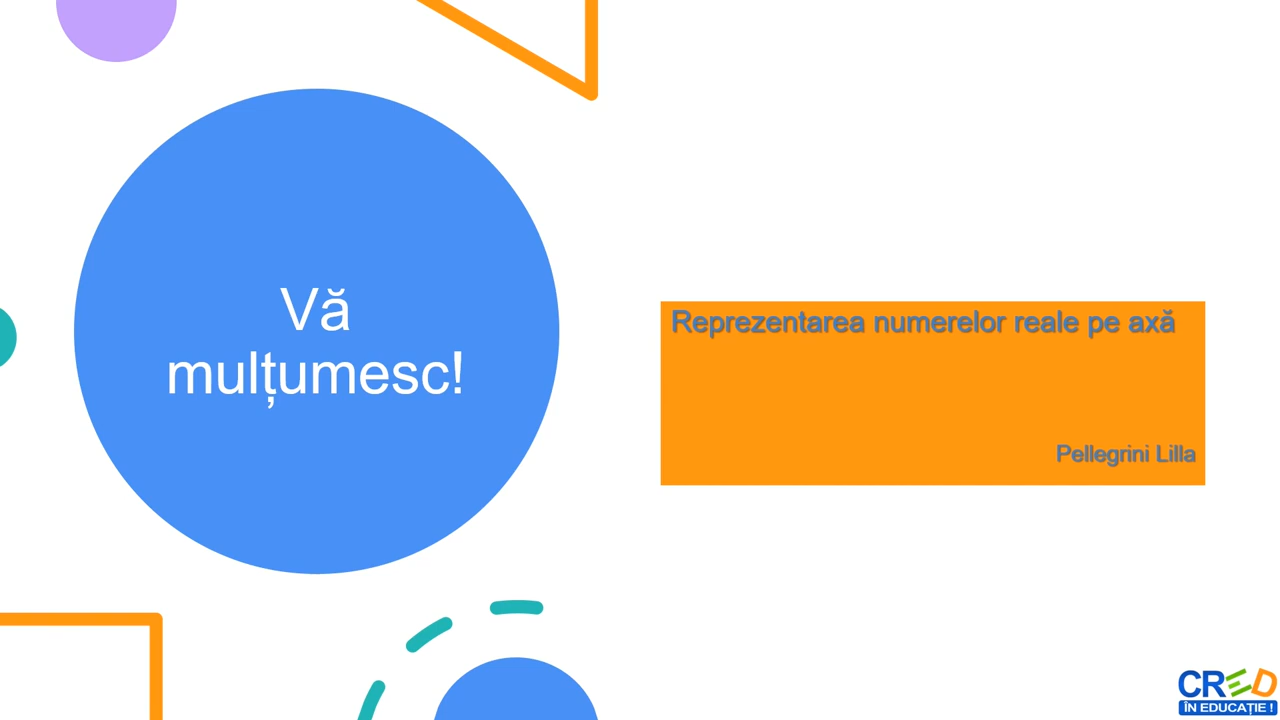 Vă
mulțumesc!
Reprezentarea numerelor reale pe axă
Pellegrini Lilla
CRED
ÎN EDUCAȚIE !